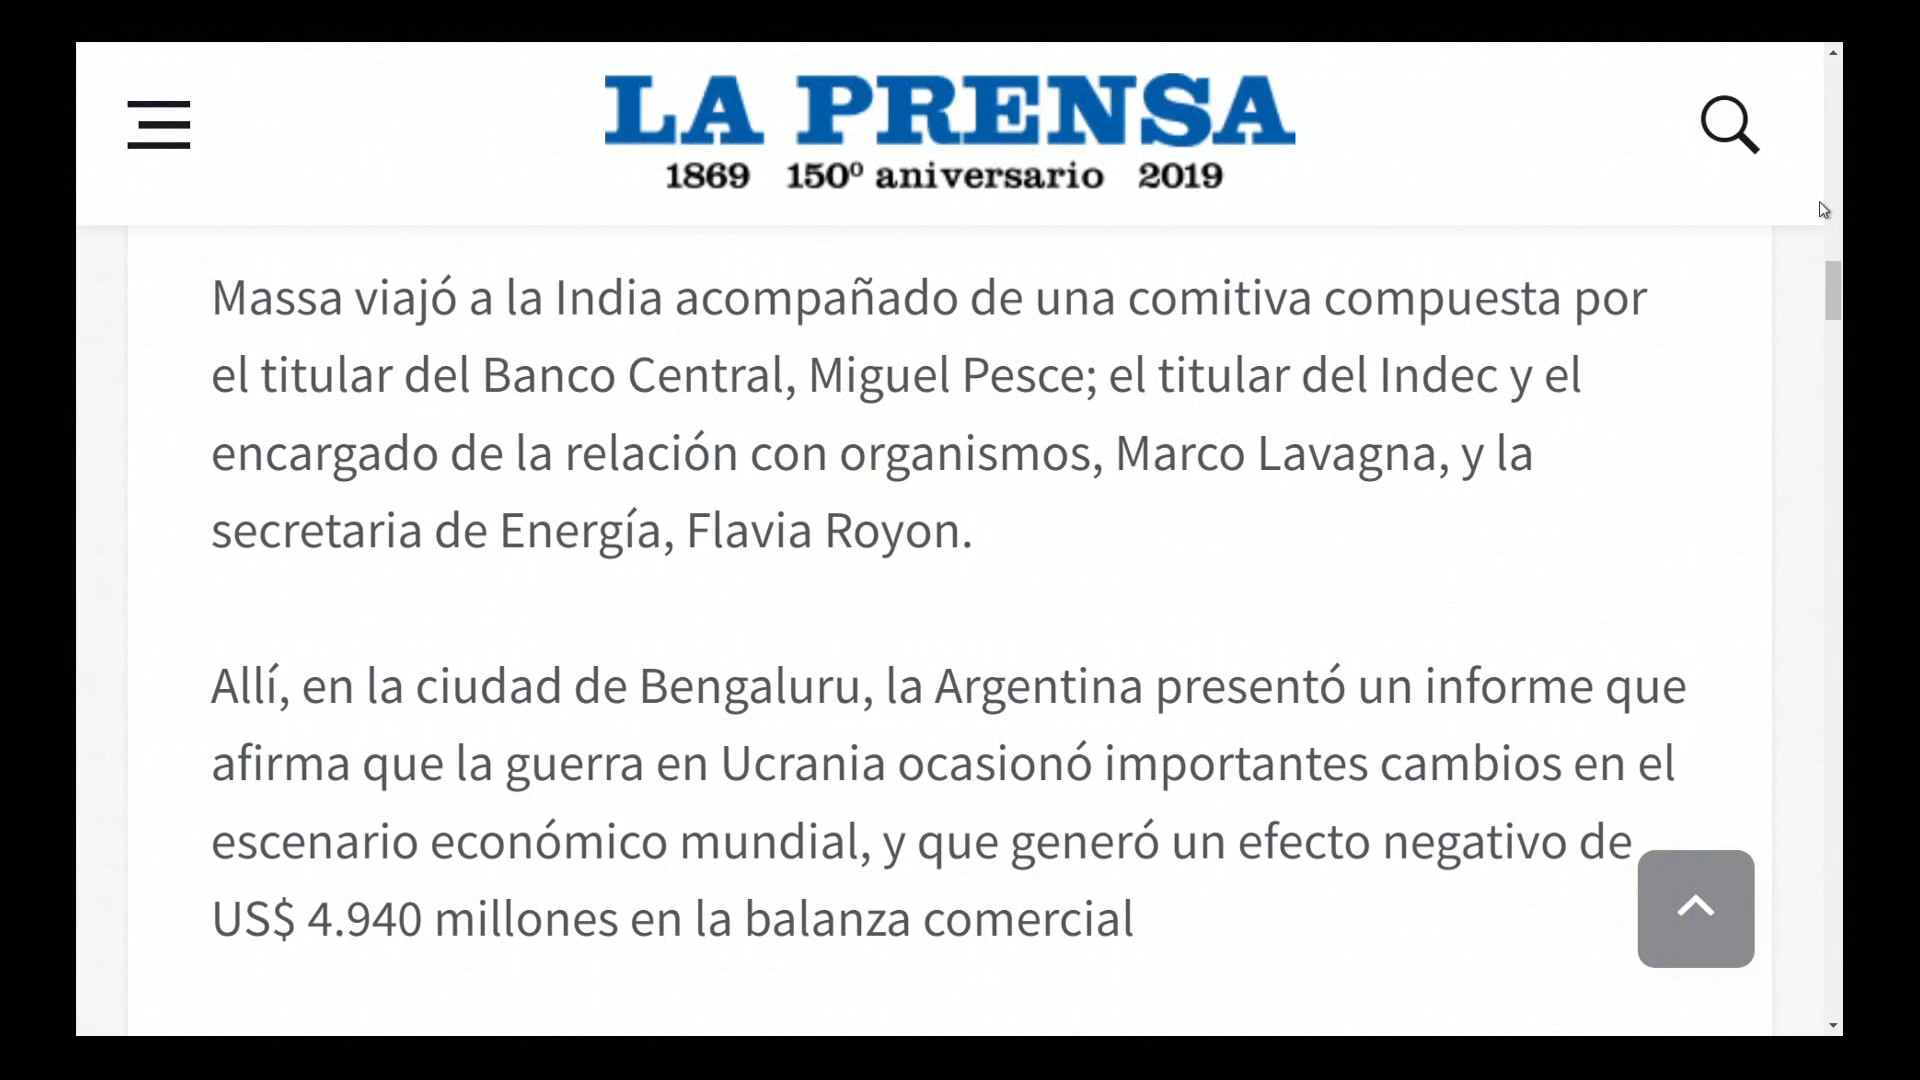 LA PRENSA
1869 150º aniversario 2019
Massa viajó a la India acompañado de una comitiva compuesta por
el titular del Banco Central, Miguel Pesce; el titular del Indec y el
encargado de la relación con organismos, Marco Lavagna, y la
secretaria de Energía, Flavia Royon.
Allí, en la ciudad de Bengaluru, la Argentina presentó un informe que
afirma que la guerra en Ucrania ocasionó importantes cambios en el
escenario económico mundial, y que generó un efecto negativo de
US$ 4.940 millones en la balanza comercial